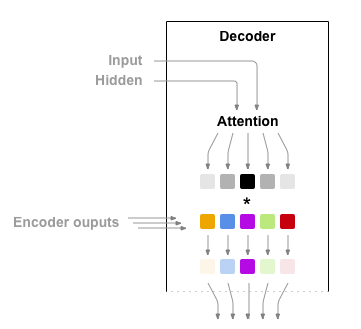 Decoder
Input
Hidden
Attention
*
Encoder ouputs